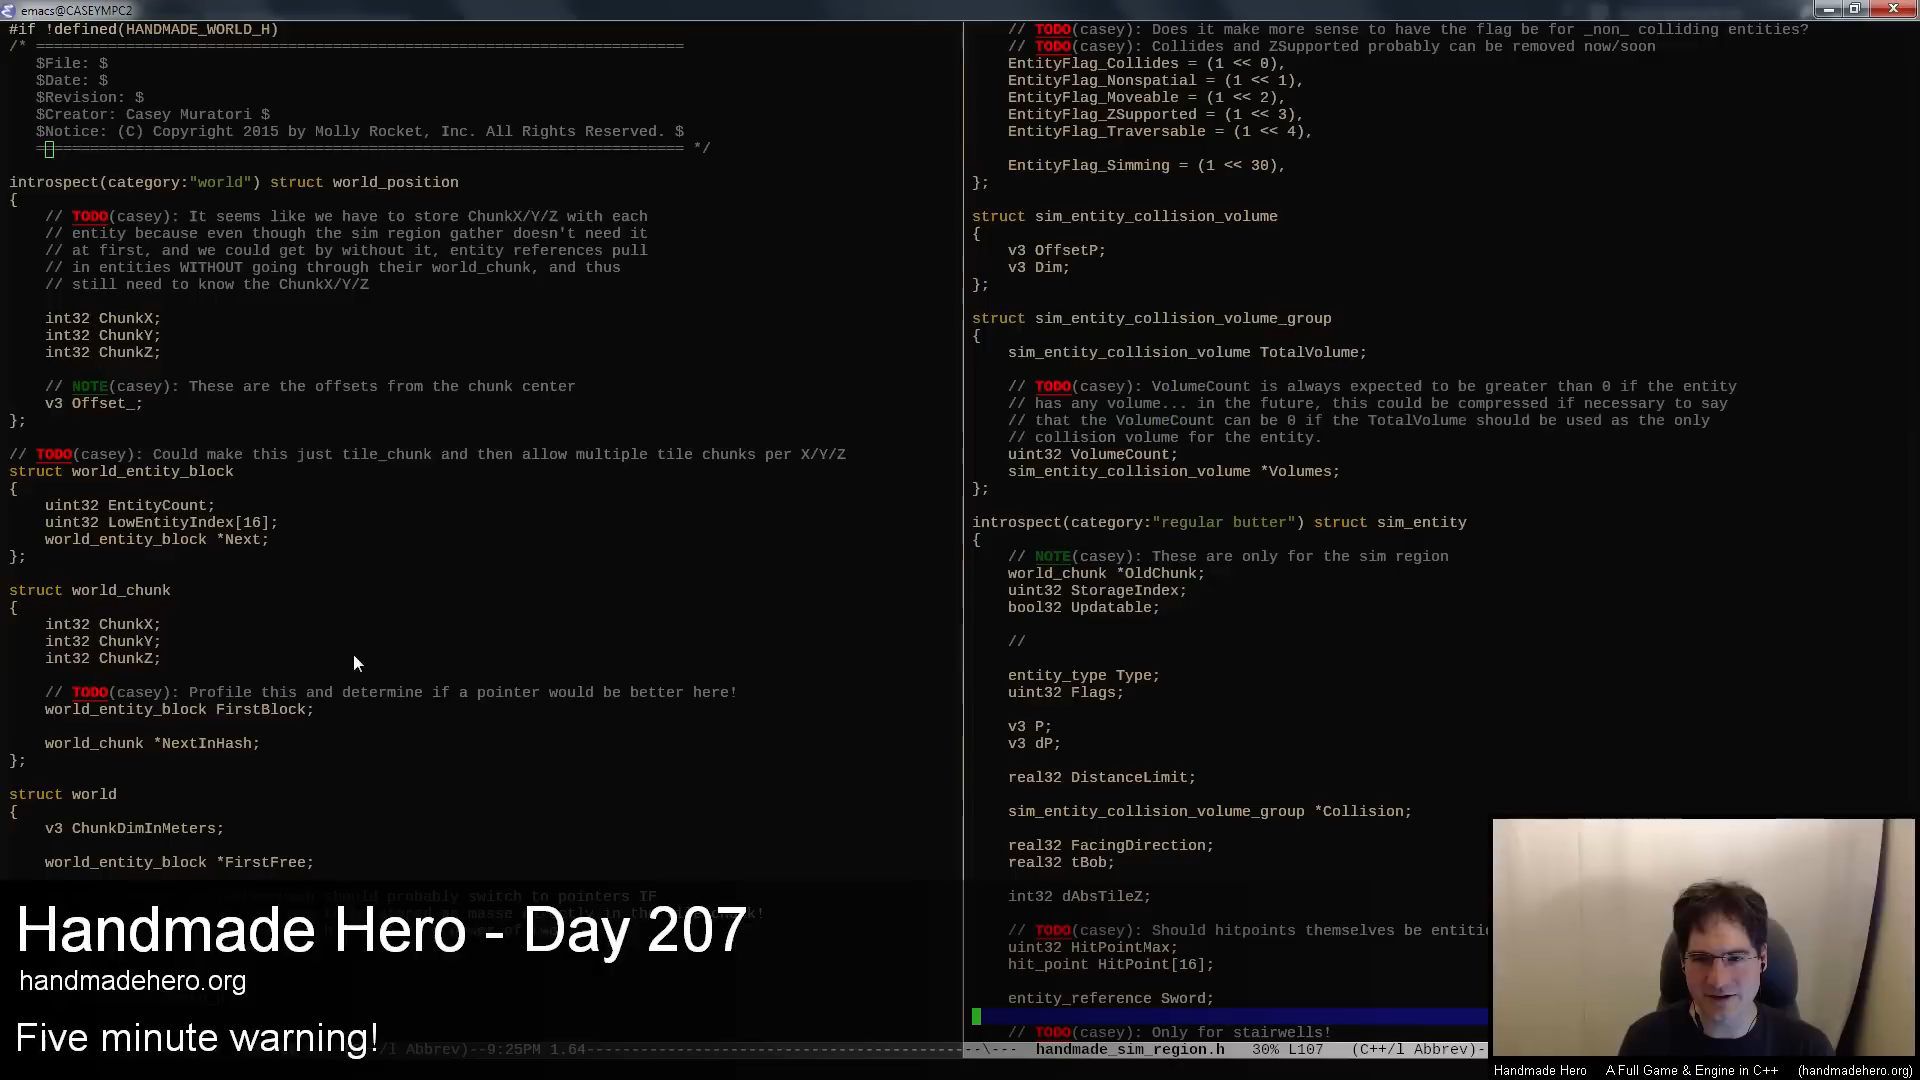 emacs@CASEYMPC2
#if !defined(HANDMADE_WORLD_H)
/* ========================================================================
$File: $
$Date: $
$Revision: $
$Creator: Casey Muratori $
$Notice: (C) Copyright 2015 by Molly Rocket, Inc. All Rights Reserved. $
======================================================================== */
introspect(category:"world") struct world_position
{
// TODO(casey): It seems like we have to store ChunkX/Y/Z with each
// entity because even though the sim region gather doesn't need it
// at first, and we could get by without it, entity references pull
// in entities WITHOUT going through their world_chunk, and thus
// still need to know the ChunkX/Y/Z
int32 ChunkX;
int32 ChunkY;
int32 ChunkZ;
// NOTE(casey): These are the offsets from the chunk center
v3 Offset_;
};
// TODO(casey): Could make this just tile_chunk and then allow multiple tile chunks per X/Y/Z
struct world_entity_block
{
uint32 EntityCount;
uint32 LowEntityIndex[16];
world_entity_block *Next;
};
struct world_chunk
{
int32 ChunkX;
int32 ChunkY;
int32 ChunkZ;
// TODO(casey): Profile this and determine if a pointer would be better here!
world_entity_block FirstBlock;
world_chunk *NextInHash;
};
struct world
{
v3 ChunkDimInMeters;
world_entity_block *FirstFree;
should probably switch to pointers IF
Handmade Hero - Day 207
handmadehero.org
Five minute warning!
/l Abbrev)--9:25PM 1.64
// TODO(casey): Does it make more sense to have the flag be for _non_ colliding entities?
// TODO(casey): Collides and ZSupported probably can be removed now/soon
EntityFlag_Collides = (1 << 0),
EntityFlag_Nonspatial = (1 << 1),
EntityFlag_Moveable = (1 << 2),
EntityFlag_ZSupported = (1 << 3),
EntityFlag_Traversable = (1 << 4),
EntityFlag_Simming = (1 << 30),
};
struct sim_entity_collision_volume
{
v3 OffsetP;
v3 Dim;
};
struct sim_entity_collision_volume_group
{
sim_entity_collision_volume TotalVolume;
// TODO(casey): VolumeCount is always expected to be greater than 0 if the entity
// has any volume... in the future, this could be compressed if necessary to say
// that the VolumeCount can be 0 if the TotalVolume should be used as the only
// collision volume for the entity.
uint32 VolumeCount;
sim_entity_collision_volume *Volumes;
};
introspect(category:"regular butter") struct sim_entity
{
// NOTE(casey): These are only for the sim region
world_chunk *OldChunk;
uint32 StorageIndex;
bool32 Updatable;
//
entity_type Type;
uint32 Flags;
v3 P;
v3 dP;
real32 DistanceLimit;
sim_entity_collision_volume_group *Collision;
real32 FacingDirection;
real32 tBob;
int32 dAbsTileZ;
// TODO(casey): Should hitpoints themselves be entiti
uint32 HitPointMax;
hit_point HitPoint[16];
entity_reference Sword;
// TODO(casey): Only for stairwells!
--\--- handmade_sim_region.h 30% L107 (C++/l Abbrev)-
Handmade Hero A Full Game & Engine in C++ (handmadehero.org)